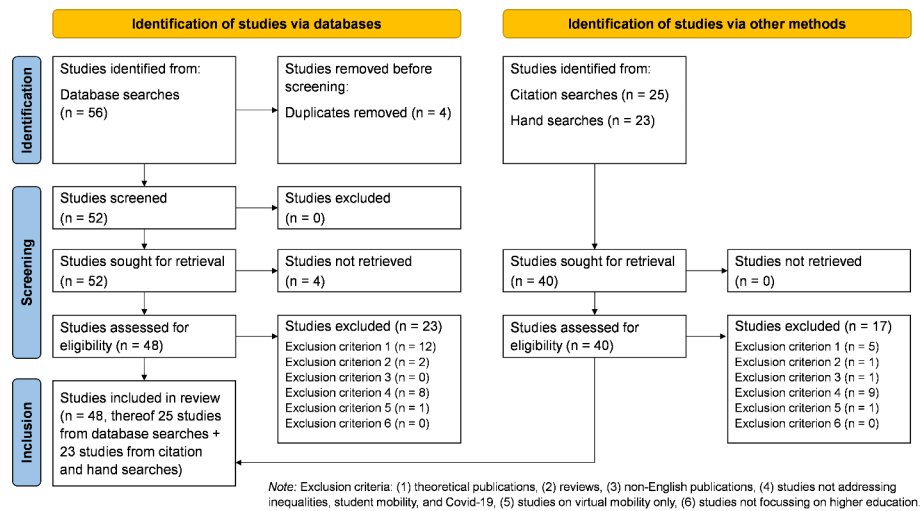 Identification of studies via databases
Identification of studies via other methods
Identification
Studies identified from:
Database searches
(n = 56)
Studies removed before
screening:
Duplicates removed (n = 4)
Studies identified from:
Citation searches (n = 25)
Hand searches (n = 23)
Screening
Studies screened
(n = 52)
Studies excluded
(n = 0)
Studies sought for retrieval
(n = 52)
Studies not retrieved
(n = 4)
Studies sought for retrieval
(n = 40)
Studies not retrieved
(n = 0)
Studies assessed for
eligibility (n = 48)
Studies excluded (n = 23)
Exclusion criterion 1 (n = 12)
Exclusion criterion 2 (n = 2)
Exclusion criterion 3 (n = 0)
Exclusion criterion 4 (n = 8)
Exclusion criterion 5 (n = 1)
Exclusion criterion 6 (n = 0)
Studies assessed for
eligibility (n = 40)
Studies excluded (n = 17)
Exclusion criterion 1 (n = 5)
Exclusion criterion 2 (n = 1)
Exclusion criterion 3 (n = 1)
Exclusion criterion 4 (n = 9)
Exclusion criterion 5 (n = 1)
Exclusion criterion 6 (n = 0)
Inclusion
Studies included in review
(n = 48, thereof 25 studies
from database searches +
23 studies from citation
and hand searches)
Note: Exclusion criteria: (1) theoretical publications, (2) reviews, (3) non-English publications, (4) studies not addressing
inequalities, student mobility, and Covid-19, (5) studies on virtual mobility only, (6) studies not focussing on higher education.